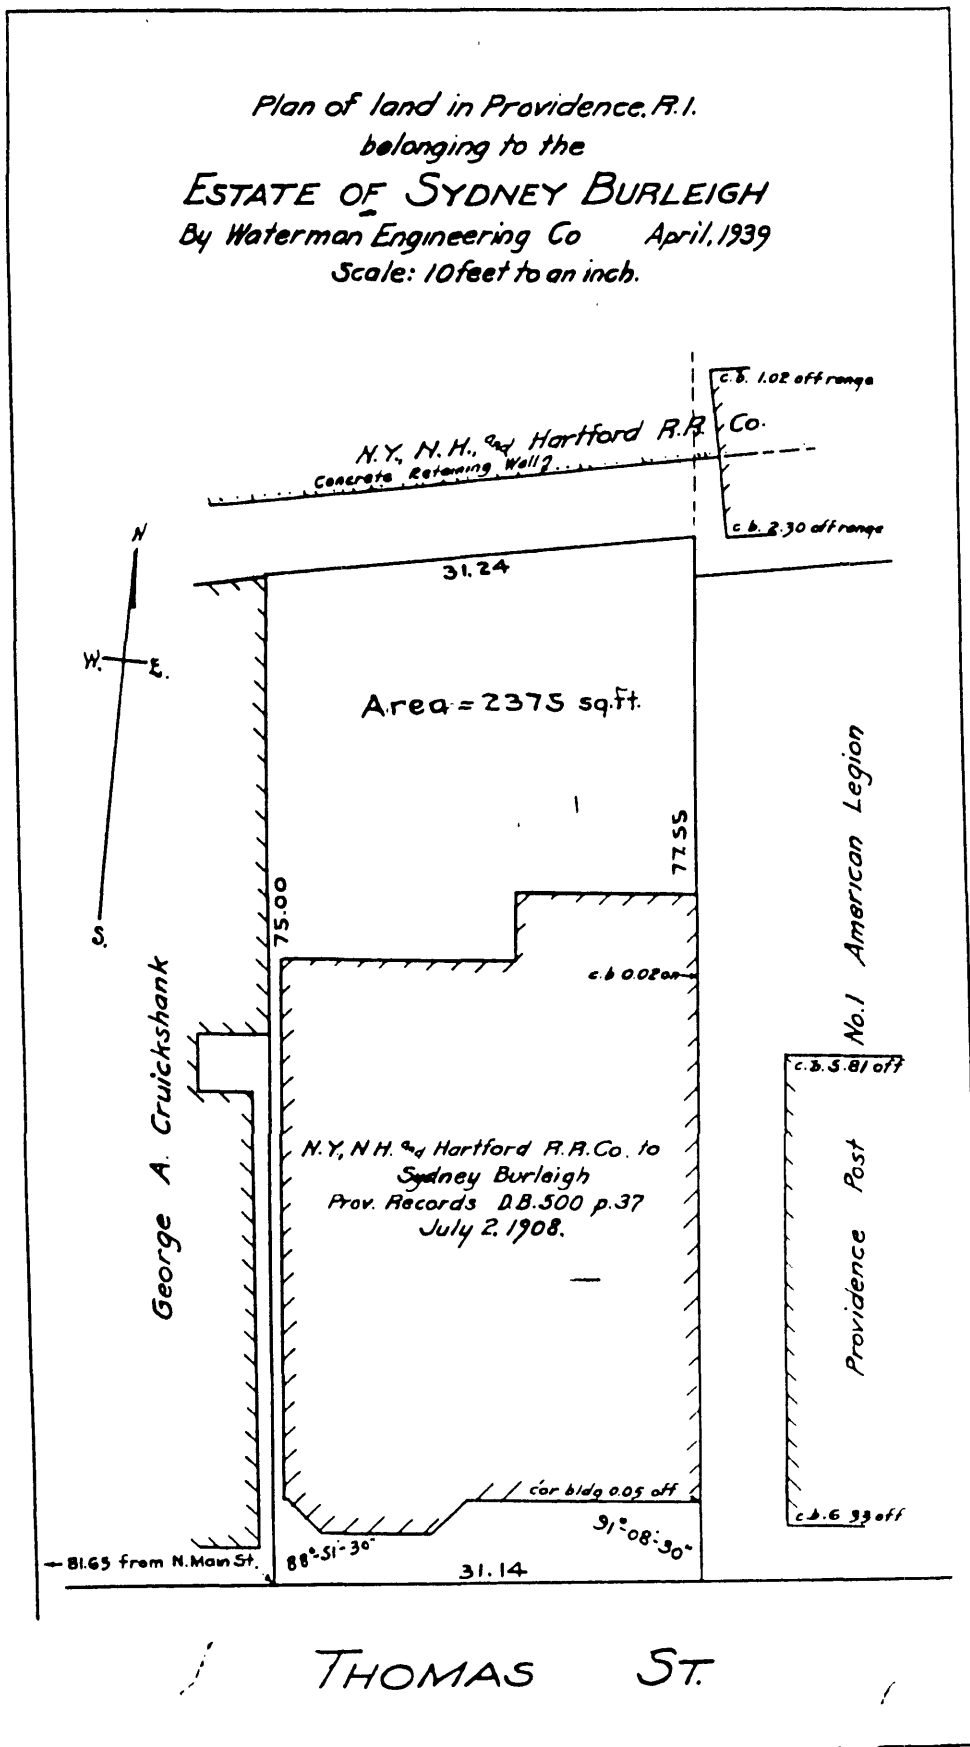 Plan of land in Providence, R.I.
belonging to the
ESTATE OF SYDNEY BURLEIGH
By Waterman Engineering Co April, 1939
Scale: 10 feet to an inch.
c.b. 1.02 off range
N.Y., N.H., and Hartford R.R. Co.
Concrete Retaining Wall
c.b. 2.30 off range
N
W. E.
S.
31.24
Area = 2375 sq.ft.
77.55
75.00
c.b 0.02 on
George A. Cruickshank
Providence Post No.1 American Legion
c.b. 5.81 off
N.Y, N H. and Hartford R.R.Co. to
Sydney Burleigh
Prov. Records D.B.500 p.37
July 2, 1908.
cor bldg 0.05 off
c.b. 6 93 off
81.65 from N.Main St.
88°-51'-30"
91°-08'-30"
31.14
THOMAS ST.